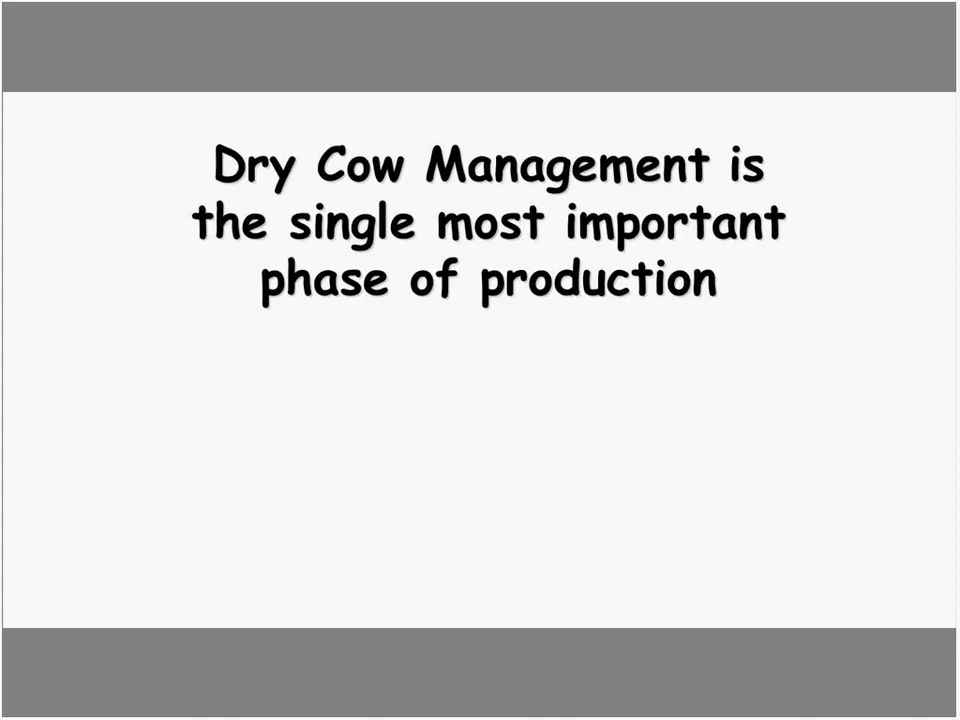 Dry Cow Management is
the single most important
phase of production